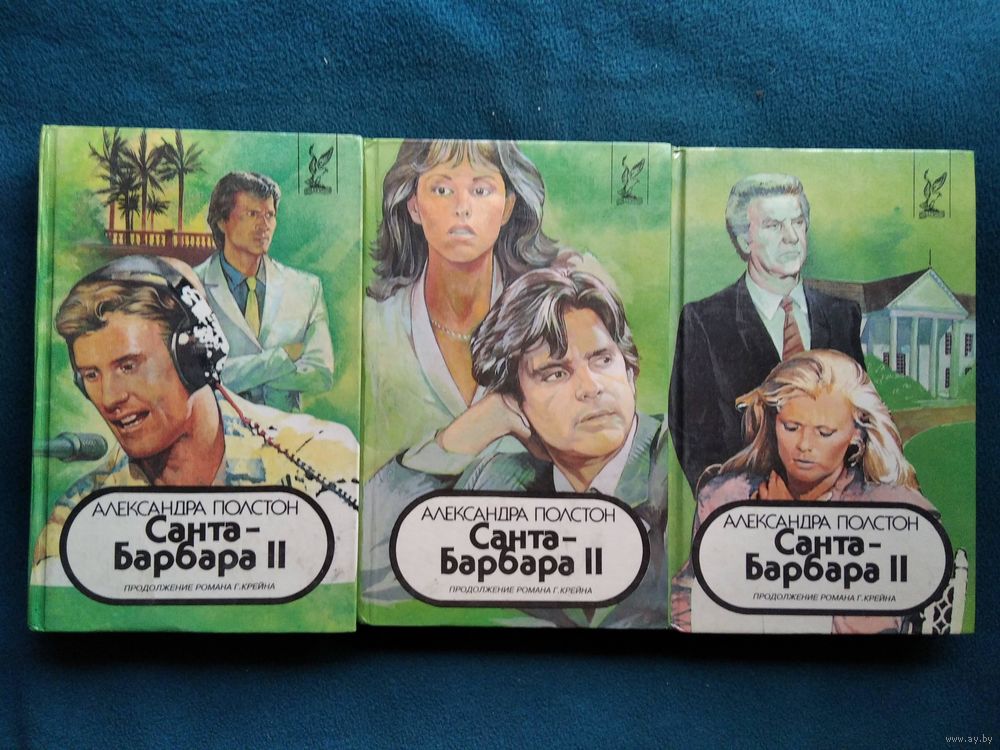 АЛЕКСАНДРА ПОЛСТОН
Санта-
Барбара II
ПРОДОЛЖЕНИЕ РОМАНА Г. КРЕЙНА
АЛЕКСАНДРА ПОЛСТОН
Санта-
Барбара II
ПРОДОЛЖЕНИЕ РОМАНА Г. КРЕЙНА
АЛЕКСАНДРА ПОЛСТОН
Санта-
Барбара II
ПРОДОЛЖЕНИЕ РОМАНА Г. КРЕЙНА
www.ay.by